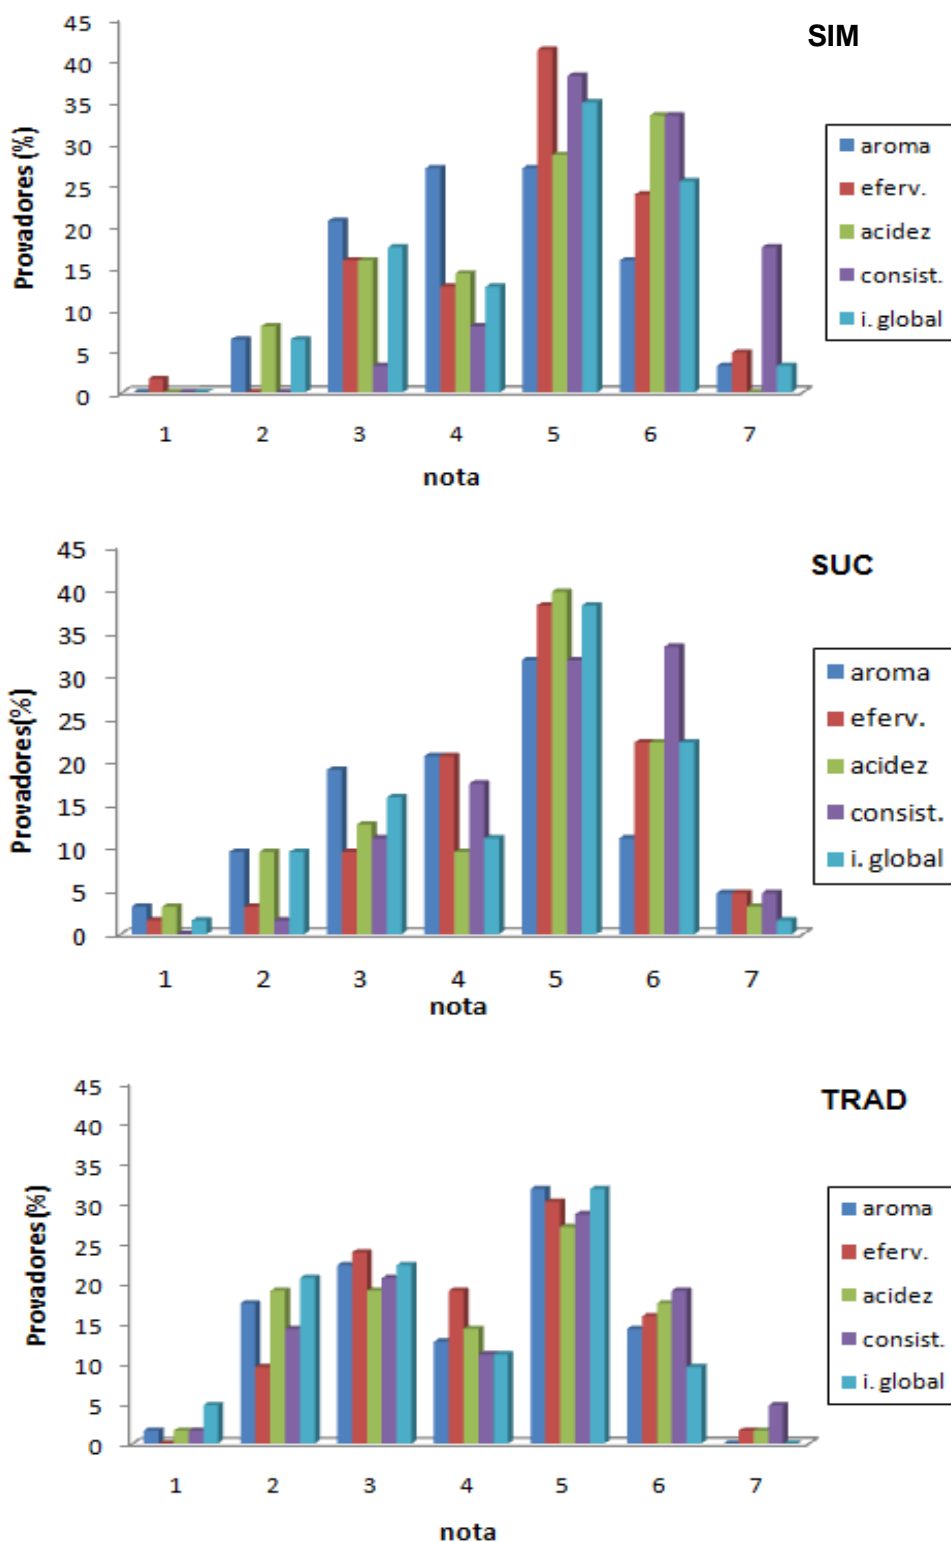 SIM
45
40
35
30
25
20
15
10
5
0
Provadores (%)
1 2 3 4 5 6 7
nota
aroma
eferv.
acidez
consist.
i. global
SUC
45
40
35
30
25
20
15
10
5
0
Provadores(%)
1 2 3 4 5 6 7
nota
aroma
eferv.
acidez
consist.
i. global
TRAD
45
40
35
30
25
20
15
10
5
0
Provadores(%)
1 2 3 4 5 6 7
nota
aroma
eferv.
acidez
consist.
i. global